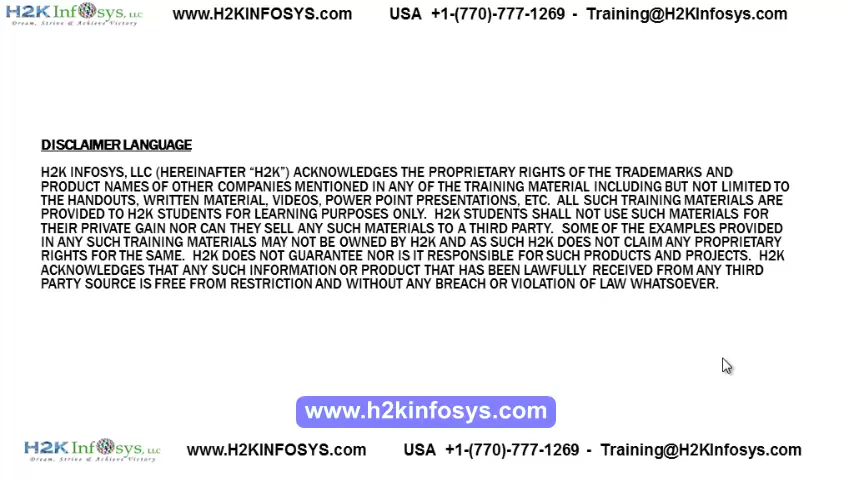 H2K Infosys, LLC
Dream, Strive & Achieve Victory
www.H2KINFOSYS.com USA +1-(770)-777-1269 - Training@H2KInfosys.com
DISCLAIMER LANGUAGE
H2K INFOSYS, LLC (HEREINAFTER “H2K”) ACKNOWLEDGES THE PROPRIETARY RIGHTS OF THE TRADEMARKS AND
PRODUCT NAMES OF OTHER COMPANIES MENTIONED IN ANY OF THE TRAINING MATERIAL INCLUDING BUT NOT LIMITED TO
THE HANDOUTS, WRITTEN MATERIAL, VIDEOS, POWER POINT PRESENTATIONS, ETC. ALL SUCH TRAINING MATERIALS ARE
PROVIDED TO H2K STUDENTS FOR LEARNING PURPOSES ONLY. H2K STUDENTS SHALL NOT USE SUCH MATERIALS FOR
THEIR PRIVATE GAIN NOR CAN THEY SELL ANY SUCH MATERIALS TO A THIRD PARTY. SOME OF THE EXAMPLES PROVIDED
IN ANY SUCH TRAINING MATERIALS MAY NOT BE OWNED BY H2K AND AS SUCH H2K DOES NOT CLAIM ANY PROPRIETARY
RIGHTS FOR THE SAME. H2K DOES NOT GUARANTEE NOR IS IT RESPONSIBLE FOR SUCH PRODUCTS AND PROJECTS. H2K
ACKNOWLEDGES THAT ANY SUCH INFORMATION OR PRODUCT THAT HAS BEEN LAWFULLY RECEIVED FROM ANY THIRD
PARTY SOURCE IS FREE FROM RESTRICTION AND WITHOUT ANY BREACH OR VIOLATION OF LAW WHATSOEVER.
www.h2kinfosys.com
H2K Infosys, LLC
Dream, Strive & Achieve Victory
www.H2KINFOSYS.com USA +1-(770)-777-1269 - Training@H2KInfosys.com